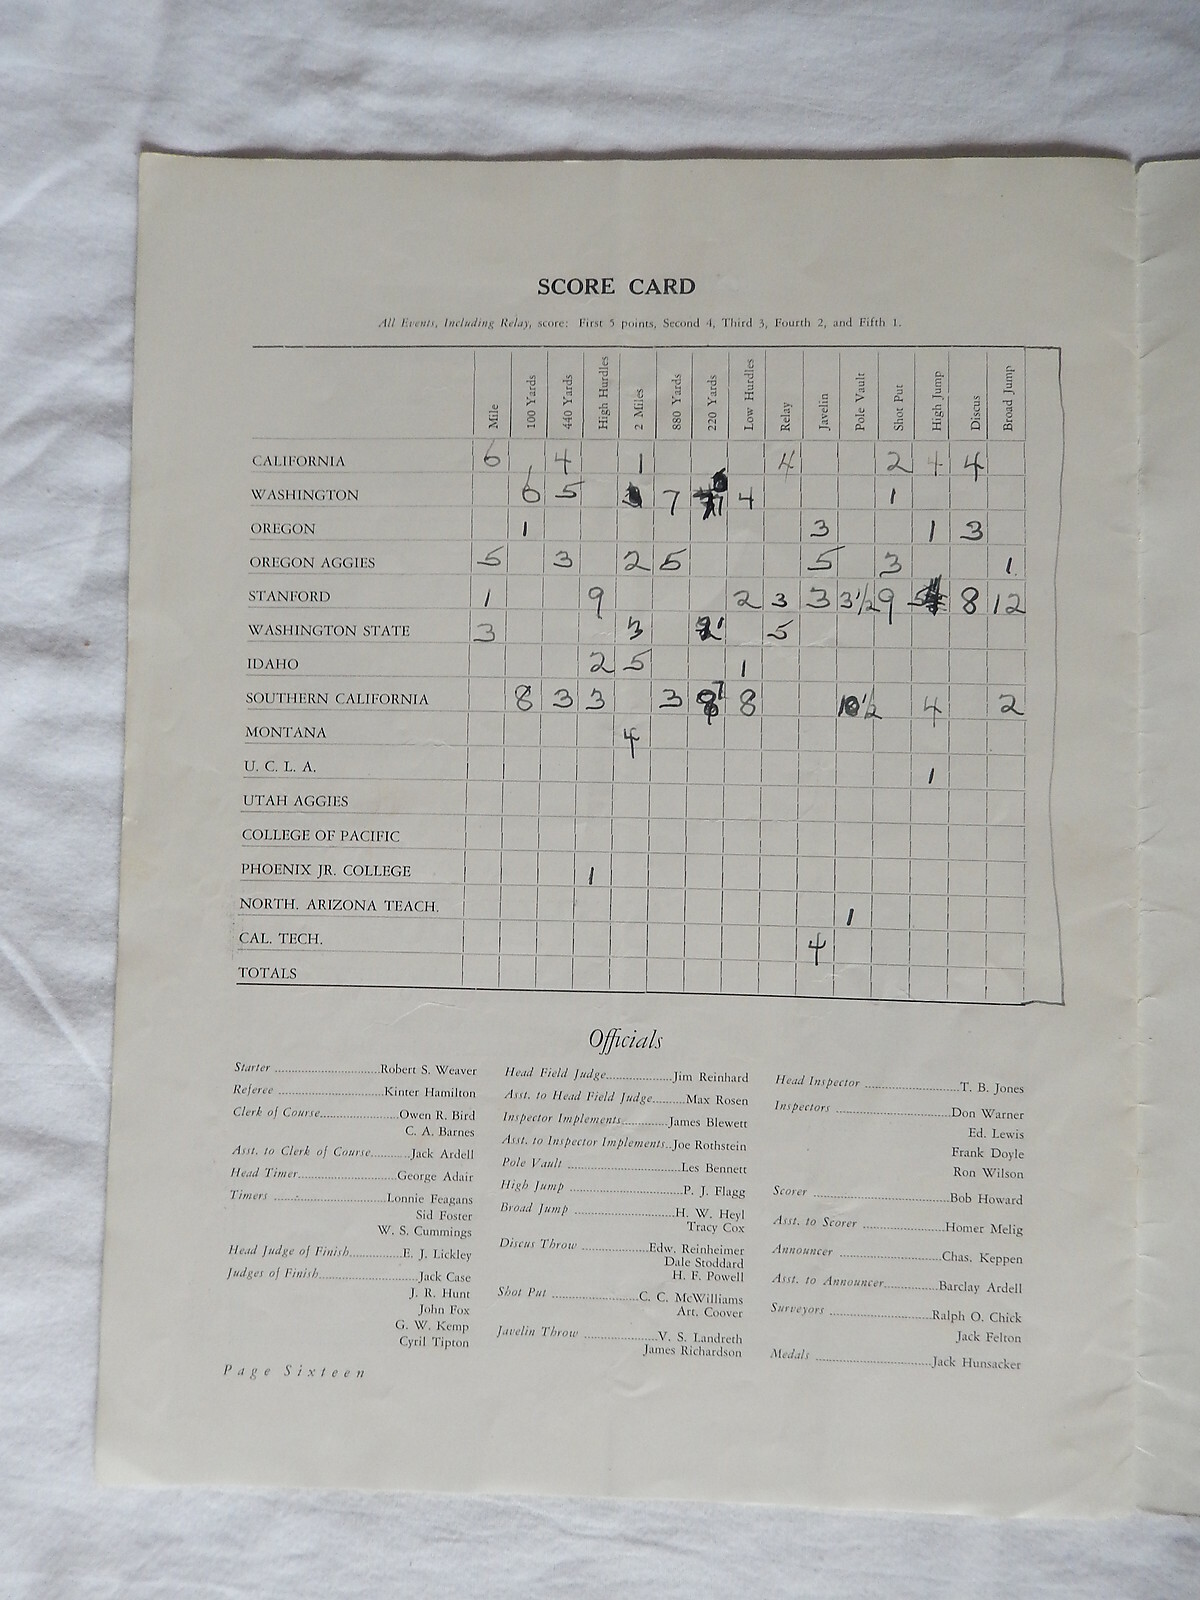 SCORE CARD
All Events, Including Relay, score: First 5 points, Second 4, Third 3, Fourth 2, and Fifth 1.
Mile 100 Yards 440 Yards High Hurdles 2 Miles 880 Yards 220 Yards Low Hurdles Relay Javelin Pole Vault Shot Put High Jump Discus Broad Jump
CALIFORNIA 6 4 1 4 2 4 4
WASHINGTON 6 5 7 4 1
OREGON 1 3 1 3
OREGON AGGIES 5 3 2 5 5 3 1
STANFORD 1 9 2 3 3 3½ 9 5 8 12
WASHINGTON STATE 3 3 5
IDAHO 2 5 1
SOUTHERN CALIFORNIA 8 3 3 3 7 8 10½ 4 2
MONTANA 4
U. C. L. A. 1
UTAH AGGIES
COLLEGE OF PACIFIC
PHOENIX JR. COLLEGE 1
NORTH. ARIZONA TEACH. 1
CAL. TECH. 4
TOTALS
Officials
Starter ..............................Robert S. Weaver
Referee ..............................Kinter Hamilton
Clerk of Course.....................Owen R. Bird
C. A. Barnes
Asst. to Clerk of Course...........Jack Ardell
Head Timer............................George Adair
Timers ................................Lonnie Feagans
Sid Foster
W. S. Cummings
Head Judge of Finish...............E. J. Lickley
Judges of Finish............................Jack Case
J. R. Hunt
John Fox
G. W. Kemp
Cyril Tipton
Head Field Judge...................Jim Reinhard
Asst. to Head Field Judge.........Max Rosen
Inspector Implements.............James Blewett
Asst. to Inspector Implements..Joe Rothstein
Pole Vault ................................Les Bennett
High Jump ................................P. J. Flagg
Broad Jump ..............................H. W. Heyl
Tracy Cox
Discus Throw ...................Edw. Reinheimer
Dale Stoddard
H. F. Powell
Shot Put .........................C. C. McWilliams
Art. Coover
Javelin Throw .....................V. S. Landreth
James Richardson
Head Inspector ...........................T. B. Jones
Inspectors ................................Don Warner
Ed. Lewis
Frank Doyle
Ron Wilson
Scorer ......................................Bob Howard
Asst. to Scorer ........................Homer Melig
Announcer ..............................Chas. Keppen
Asst. to Announcer................Barclay Ardell
Surveyors ..............................Ralph O. Chick
Jack Felton
Medals .................................Jack Hunsacker
Page Sixteen